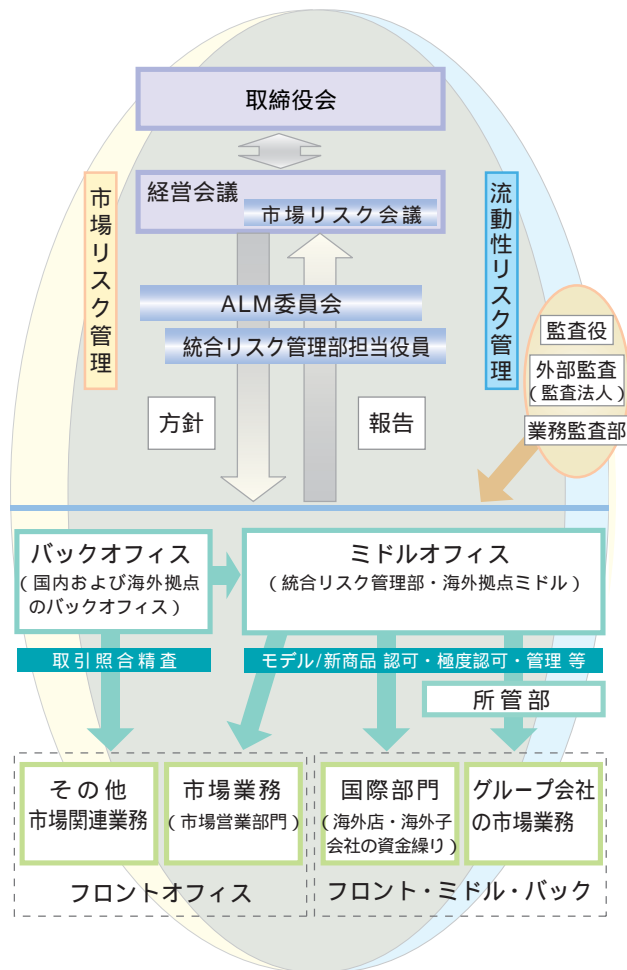 取締役会
経営会議
市場リスク会議
市場リスク管理
流動性リスク管理
ALM委員会
統合リスク管理部担当役員
監査役
外部監査
（監査法人）
業務監査部
方針
報告
バックオフィス
（国内および海外拠点
のバックオフィス）
ミドルオフィス
（統合リスク管理部・海外拠点ミドル）
取引照合精査
モデル/新商品 認可・極度認可・管理 等
所管部
その他
市場関連業務
市場業務
（市場営業部門）
国際部門
（海外店・海外子
会社の資金繰り）
グループ会社
の市場業務
フロントオフィス
フロント・ミドル・バック